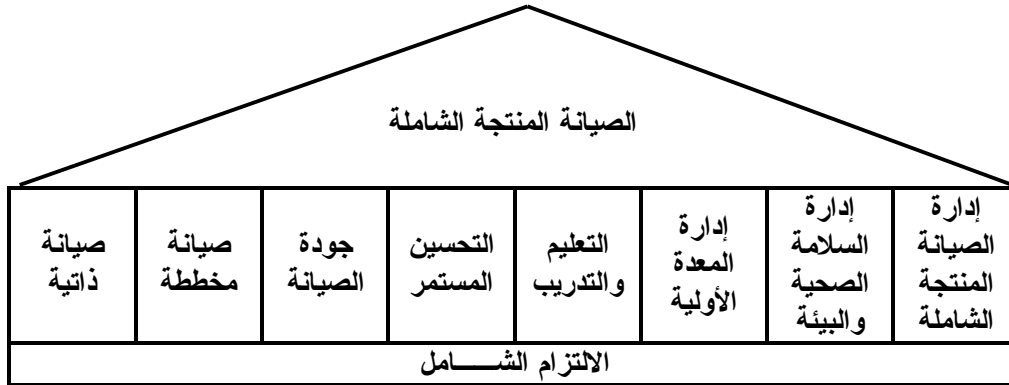 الصيانة المنتجة الشاملة
إدارة
الصيانة
المنتجة
الشاملة
إدارة
السلامة
الصحية
والبيئة
إدارة
المعدة
الأولية
التعليم
والتدريب
التحسين
المستمر
جودة
الصيانة
صيانة
مخططة
صيانة
ذاتية
الالتزام الشـــــامل